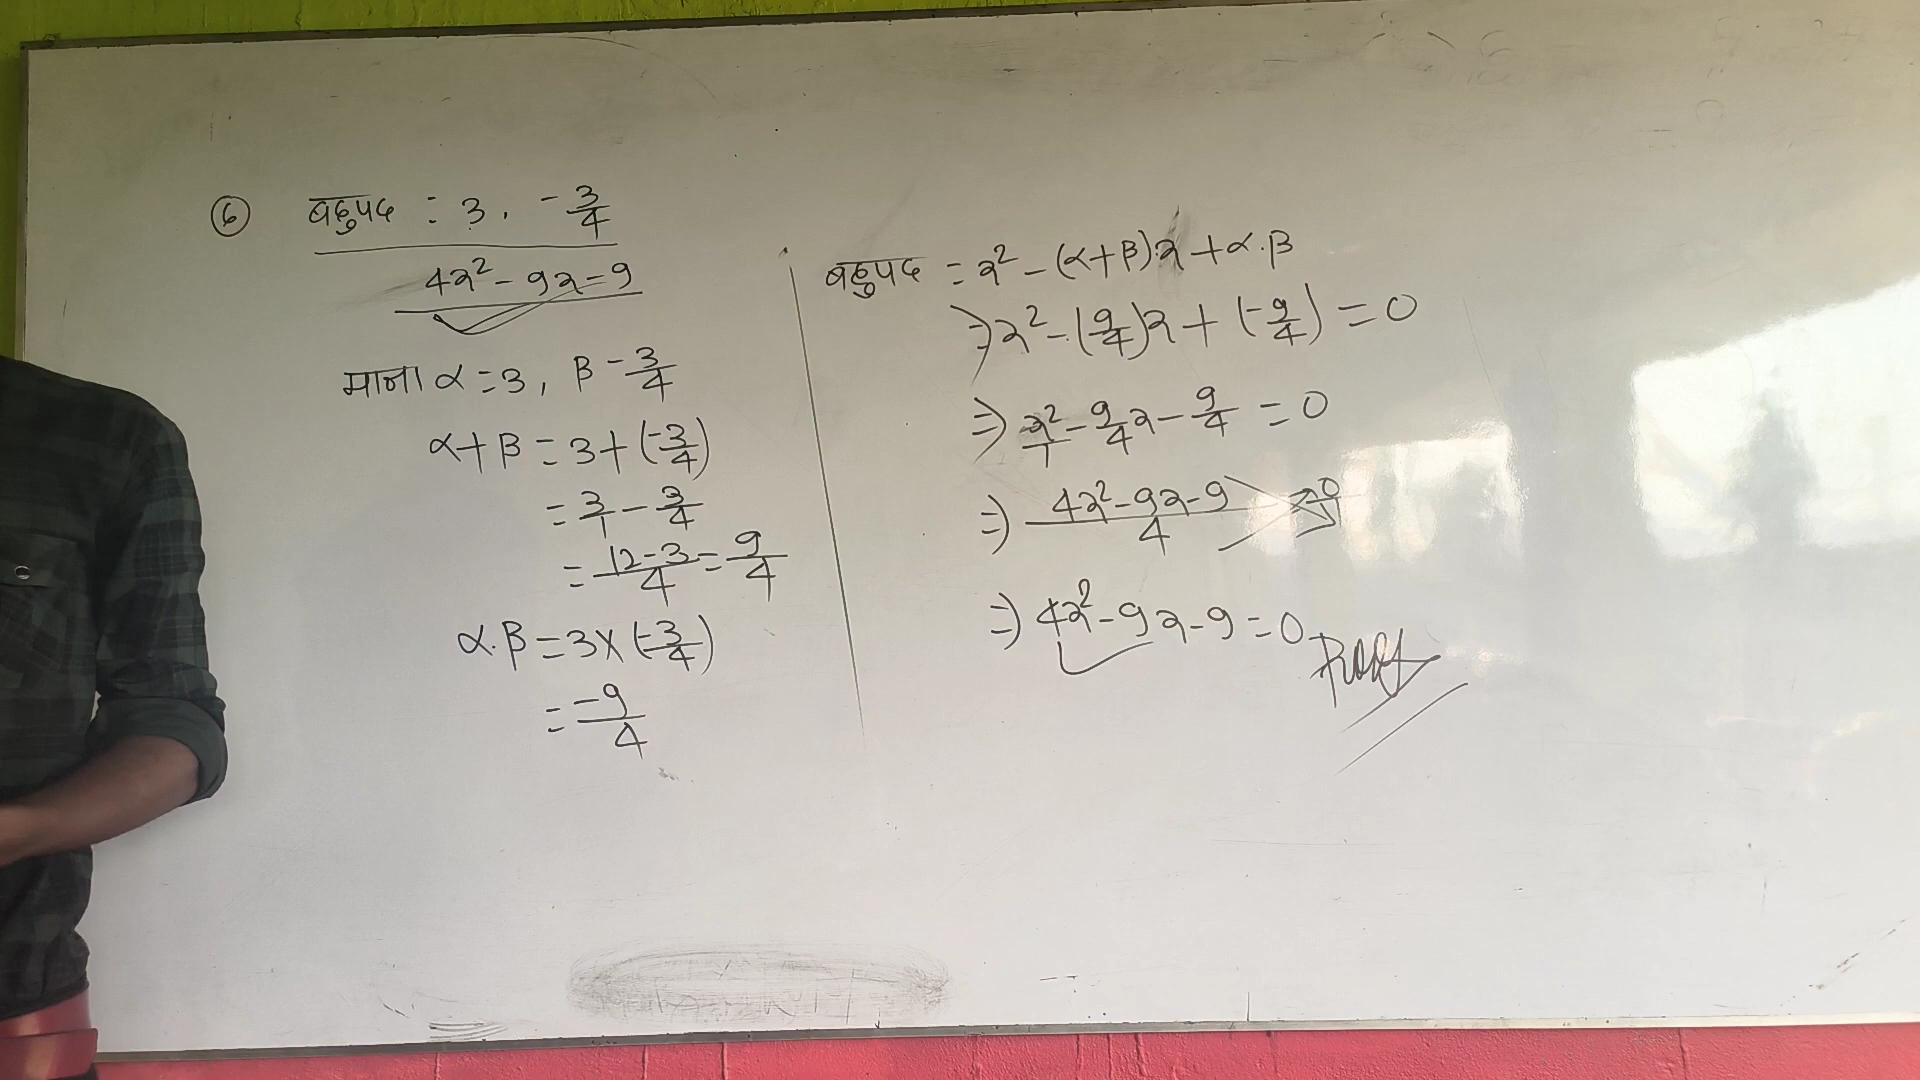 ⑥ बहुपद : 3, -3/4
4x² - 9x = 9
माना α = 3, β - 3/4
α + β = 3 + (-3/4)
= 3/1 - 3/4
= 12-3/4 = 9/4
α.β = 3 × (-3/4)
= -9/4
बहुपद = x² - (α+β).x + α.β
⇒ x² - (9/4)x + (-9/4) = 0
⇒ x²/1 - 9/4x - 9/4 = 0
⇒ 4x² - 9x - 9/4
⇒ 4x² - 9x - 9 = 0